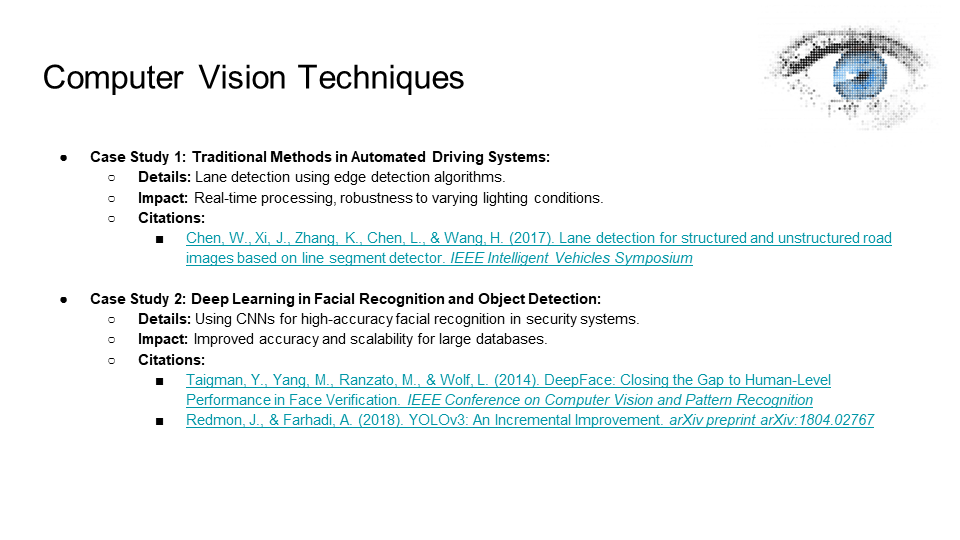 Computer Vision Techniques
● Case Study 1: Traditional Methods in Automated Driving Systems:
○ Details: Lane detection using edge detection algorithms.
○ Impact: Real-time processing, robustness to varying lighting conditions.
○ Citations:
■ Chen, W., Xi, J., Zhang, K., Chen, L., & Wang, H. (2017). Lane detection for structured and unstructured road
images based on line segment detector. IEEE Intelligent Vehicles Symposium
● Case Study 2: Deep Learning in Facial Recognition and Object Detection:
○ Details: Using CNNs for high-accuracy facial recognition in security systems.
○ Impact: Improved accuracy and scalability for large databases.
○ Citations:
■ Taigman, Y., Yang, M., Ranzato, M., & Wolf, L. (2014). DeepFace: Closing the Gap to Human-Level
Performance in Face Verification. IEEE Conference on Computer Vision and Pattern Recognition
■ Redmon, J., & Farhadi, A. (2018). YOLOv3: An Incremental Improvement. arXiv preprint arXiv:1804.02767